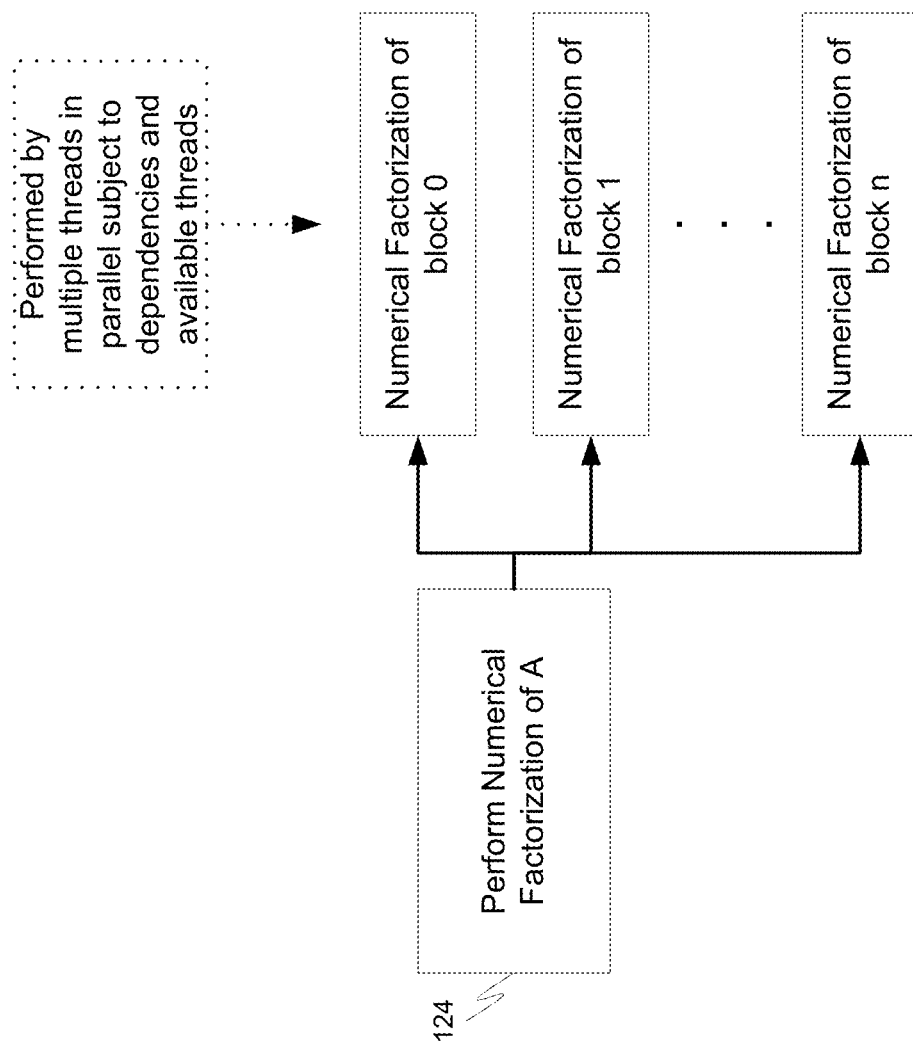 Performed by
multiple threads in
parallel subject to
dependencies and
available threads
Numerical Factorization of
block 0
Numerical Factorization of
block 1
. . .
Numerical Factorization of
block n
Perform Numerical
Factorization of A
124